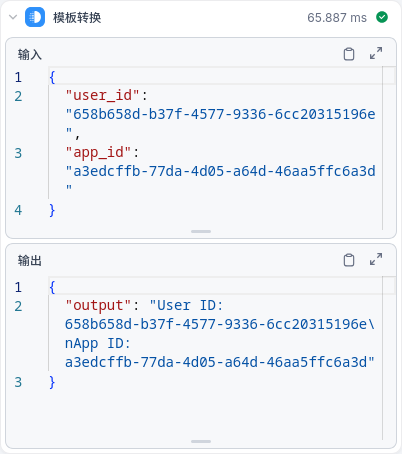 模板转换 65.887 ms
输入
1 {
2 "user_id":
"658b658d-b37f-4577-9336-6cc20315196e
",
3 "app_id":
"a3edcffb-77da-4d05-a64d-46aa5ffc6a3d
"
4 }
输出
1 {
2 "output": "User ID:
658b658d-b37f-4577-9336-6cc20315196e\
nApp ID:
a3edcffb-77da-4d05-a64d-46aa5ffc6a3d"
3 }